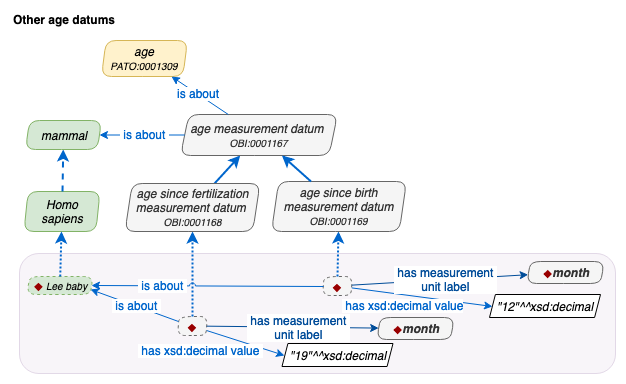 Other age datums
age
PATO:0001309
is about
mammal
is about
age measurement datum
OBI:0001167
Homo
sapiens
age since fertilization
measurement datum
OBI:0001168
age since birth
measurement datum
OBI:0001169
Lee baby
is about
has measurement
unit label
month
is about
has xsd:decimal value
"12"^^xsd:decimal
has measurement
unit label
month
has xsd:decimal value
"19"^^xsd:decimal